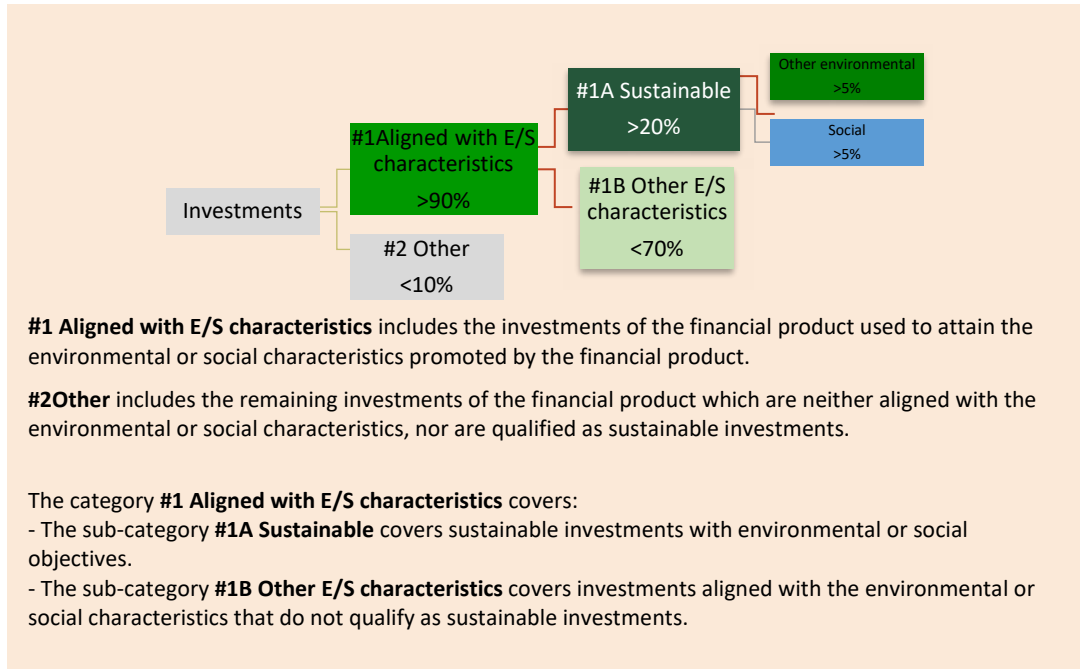 Other environmental
>5%
#1A Sustainable
>20%
Social
>5%
#1Aligned with E/S
characteristics
>90%
#1B Other E/S
characteristics
<70%
Investments
#2 Other
<10%
#1 Aligned with E/S characteristics includes the investments of the financial product used to attain the
environmental or social characteristics promoted by the financial product.
#2Other includes the remaining investments of the financial product which are neither aligned with the
environmental or social characteristics, nor are qualified as sustainable investments.
The category #1 Aligned with E/S characteristics covers:
- The sub-category #1A Sustainable covers sustainable investments with environmental or social
objectives.
- The sub-category #1B Other E/S characteristics covers investments aligned with the environmental or
social characteristics that do not qualify as sustainable investments.